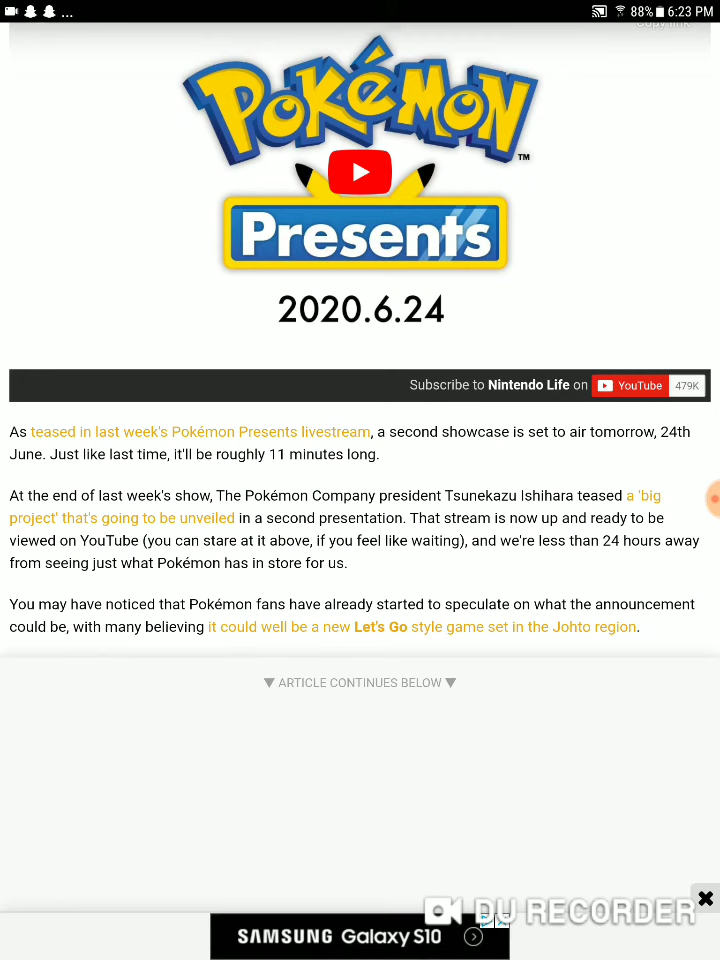 ... 88% 6:23 PM
Copy link
POKéMON
TM
Presents
2020.6.24
Subscribe to Nintendo Life on YouTube 479K
As teased in last week's Pokémon Presents livestream, a second showcase is set to air tomorrow, 24th
June. Just like last time, it'll be roughly 11 minutes long.
At the end of last week's show, The Pokémon Company president Tsunekazu Ishihara teased a 'big
project' that's going to be unveiled in a second presentation. That stream is now up and ready to be
viewed on YouTube (you can stare at it above, if you feel like waiting), and we're less than 24 hours away
from seeing just what Pokémon has in store for us.
You may have noticed that Pokémon fans have already started to speculate on what the announcement
could be, with many believing it could well be a new Let's Go style game set in the Johto region.
▼ ARTICLE CONTINUES BELOW ▼
DU RECORDER
SAMSUNG Galaxy S10